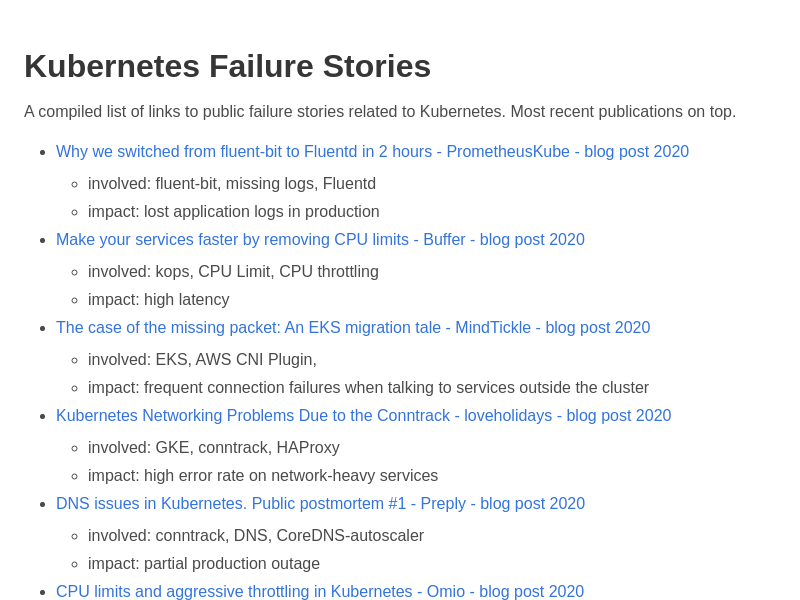 Kubernetes Failure Stories
A compiled list of links to public failure stories related to Kubernetes. Most recent publications on top.
Why we switched from fluent-bit to Fluentd in 2 hours - PrometheusKube - blog post 2020
involved: fluent-bit, missing logs, Fluentd
impact: lost application logs in production
Make your services faster by removing CPU limits - Buffer - blog post 2020
involved: kops, CPU Limit, CPU throttling
impact: high latency
The case of the missing packet: An EKS migration tale - MindTickle - blog post 2020
involved: EKS, AWS CNI Plugin,
impact: frequent connection failures when talking to services outside the cluster
Kubernetes Networking Problems Due to the Conntrack - loveholidays - blog post 2020
involved: GKE, conntrack, HAProxy
impact: high error rate on network-heavy services
DNS issues in Kubernetes. Public postmortem #1 - Preply - blog post 2020
involved: conntrack, DNS, CoreDNS-autoscaler
impact: partial production outage
CPU limits and aggressive throttling in Kubernetes - Omio - blog post 2020